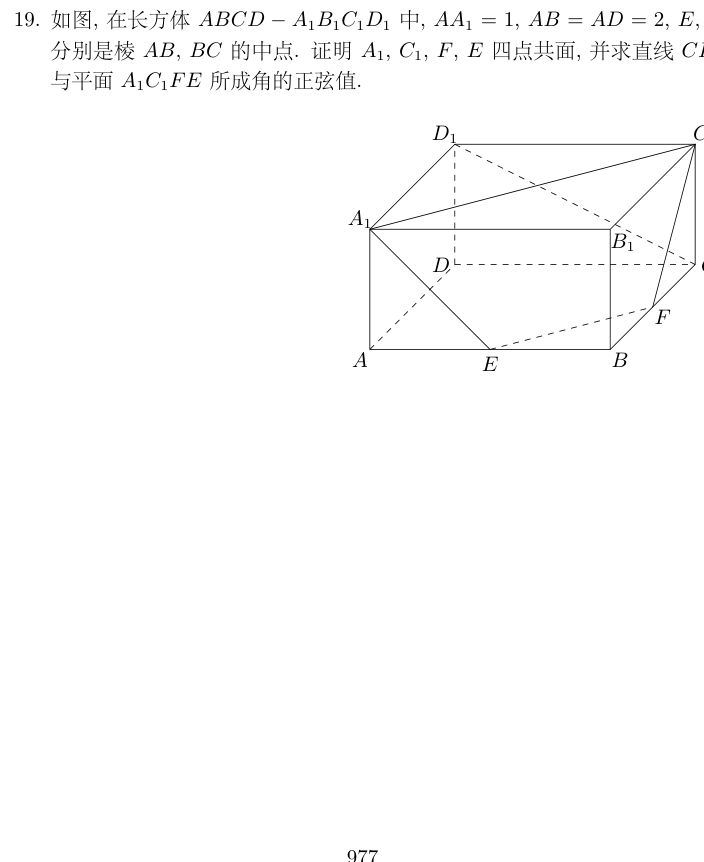 19. 如图, 在长方体 ABCD − A₁B₁C₁D₁ 中, AA₁ = 1, AB = AD = 2, E,
分别是棱 AB, BC 的中点. 证明 A₁, C₁, F, E 四点共面, 并求直线 C
与平面 A₁C₁FE 所成角的正弦值.
D₁ C
A₁
B₁
D
F
A E B
977